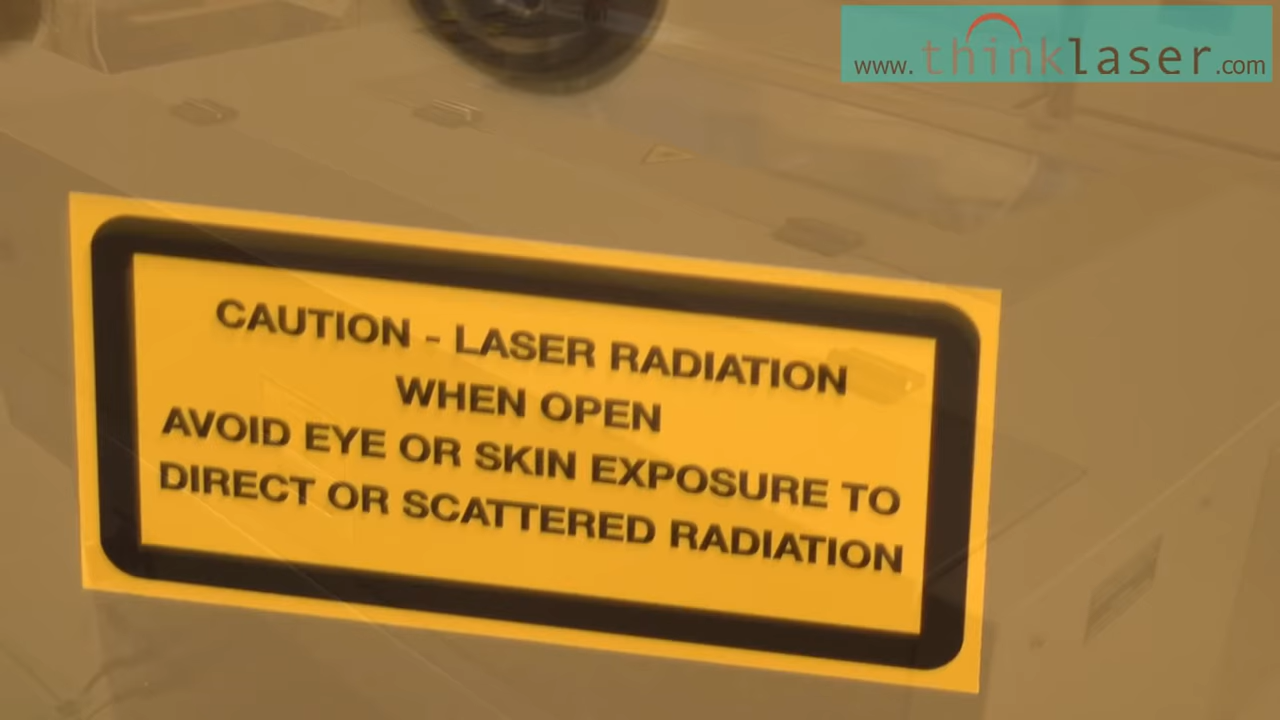 www.thinklaser.com
CAUTION - LASER RADIATION
WHEN OPEN
AVOID EYE OR SKIN EXPOSURE TO
DIRECT OR SCATTERED RADIATION